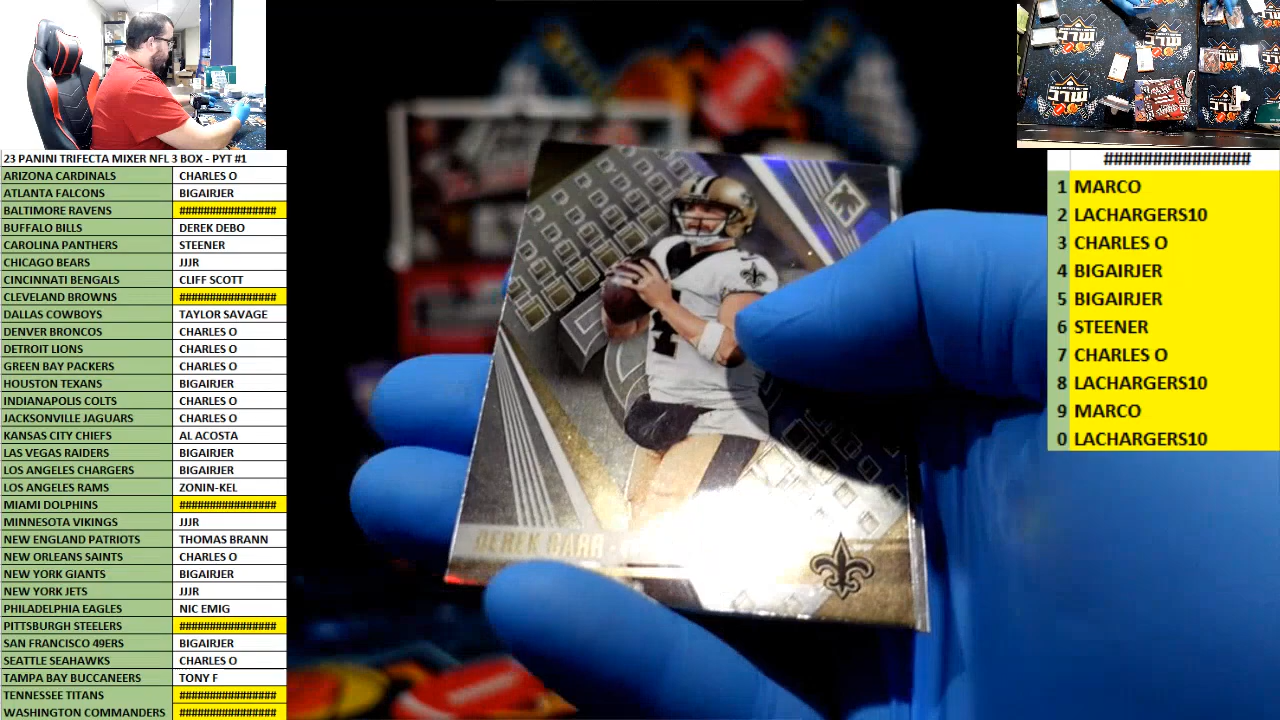 23 PANINI TRIFECTA MIXER NFL 3 BOX - PYT #1
ARIZONA CARDINALS CHARLES O
ATLANTA FALCONS BIGAIRJER
BALTIMORE RAVENS ################
BUFFALO BILLS DEREK DEBO
CAROLINA PANTHERS STEENER
CHICAGO BEARS JJJR
CINCINNATI BENGALS CLIFF SCOTT
CLEVELAND BROWNS ################
DALLAS COWBOYS TAYLOR SAVAGE
DENVER BRONCOS CHARLES O
DETROIT LIONS CHARLES O
GREEN BAY PACKERS CHARLES O
HOUSTON TEXANS BIGAIRJER
INDIANAPOLIS COLTS CHARLES O
JACKSONVILLE JAGUARS CHARLES O
KANSAS CITY CHIEFS AL ACOSTA
LAS VEGAS RAIDERS BIGAIRJER
LOS ANGELES CHARGERS BIGAIRJER
LOS ANGELES RAMS ZONIN-KEL
MIAMI DOLPHINS ################
MINNESOTA VIKINGS JJJR
NEW ENGLAND PATRIOTS THOMAS BRANN
NEW ORLEANS SAINTS CHARLES O
NEW YORK GIANTS BIGAIRJER
NEW YORK JETS JJJR
PHILADELPHIA EAGLES NIC EMIG
PITTSBURGH STEELERS ################
SAN FRANCISCO 49ERS BIGAIRJER
SEATTLE SEAHAWKS CHARLES O
TAMPA BAY BUCCANEERS TONY F
TENNESSEE TITANS ################
WASHINGTON COMMANDERS ################
DEREK CARR
################
1 MARCO
2 LACHARGERS10
3 CHARLES O
4 BIGAIRJER
5 BIGAIRJER
6 STEENER
7 CHARLES O
8 LACHARGERS10
9 MARCO
0 LACHARGERS10